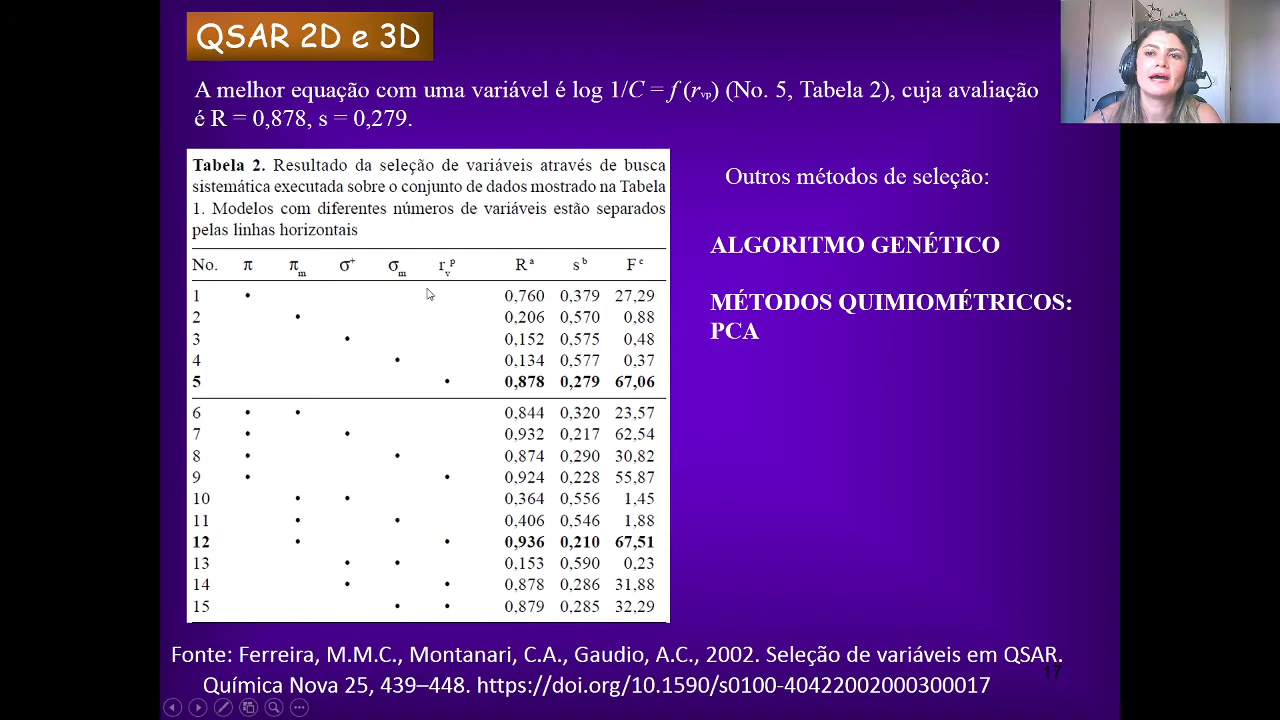 QSAR 2D e 3D
A melhor equação com uma variável é log 1/C = f (rvp) (No. 5, Tabela 2), cuja avaliação
é R = 0,878, s = 0,279.
Tabela 2. Resultado da seleção de variáveis através de busca
sistemática executada sobre o conjunto de dados mostrado na Tabela
1. Modelos com diferentes números de variáveis estão separados
pelas linhas horizontais
No. π πm σ+ σm rvp Ra sb Fc
1 • 0,760 0,379 27,29
2 • 0,206 0,570 0,88
3 • 0,152 0,575 0,48
4 • 0,134 0,577 0,37
5 • 0,878 0,279 67,06
6 • • 0,844 0,320 23,57
7 • • 0,932 0,217 62,54
8 • • 0,874 0,290 30,82
9 • • 0,924 0,228 55,87
10 • • 0,364 0,556 1,45
11 • • 0,406 0,546 1,88
12 • • 0,936 0,210 67,51
13 • • 0,153 0,590 0,23
14 • • 0,878 0,286 31,88
15 • • 0,879 0,285 32,29
Outros métodos de seleção:
ALGORITMO GENÉTICO
MÉTODOS QUIMIOMÉTRICOS:
PCA
Fonte: Ferreira, M.M.C., Montanari, C.A., Gaudio, A.C., 2002. Seleção de variáveis em QSAR.
Química Nova 25, 439–448. https://doi.org/10.1590/s0100-40422002000300017
17